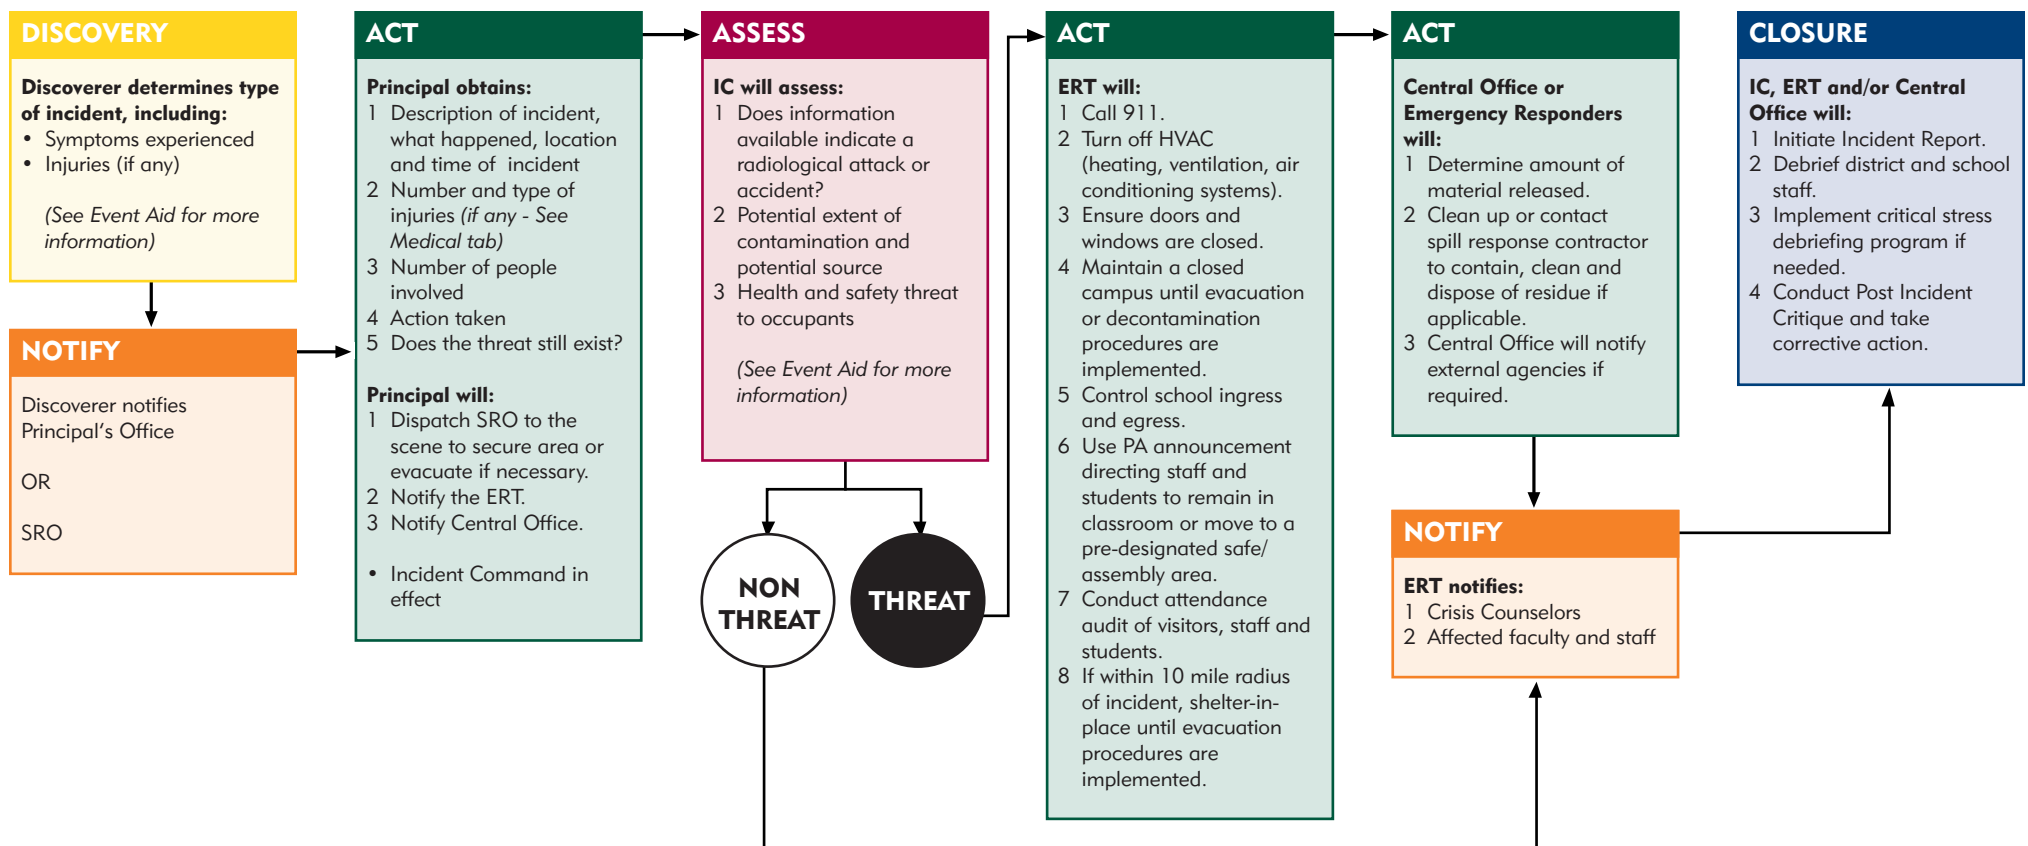 DISCOVERY
Discoverer determines type
of incident, including:
• Symptoms experienced
• Injuries (if any)
(See Event Aid for more
information)
NOTIFY
Discoverer notifies
Principal's Office
OR
SRO
ACT
Principal obtains:
1 Description of incident,
what happened, location
and time of incident
2 Number and type of
injuries (if any - See
Medical tab)
3 Number of people
involved
4 Action taken
5 Does the threat still exist?
Principal will:
1 Dispatch SRO to the
scene to secure area or
evacuate if necessary.
2 Notify the ERT.
3 Notify Central Office.
• Incident Command in
effect
ASSESS
IC will assess:
1 Does information
available indicate a
radiological attack or
accident?
2 Potential extent of
contamination and
potential source
3 Health and safety threat
to occupants
(See Event Aid for more
information)
NON
THREAT
THREAT
ACT
ERT will:
1 Call 911.
2 Turn off HVAC
(heating, ventilation, air
conditioning systems).
3 Ensure doors and
windows are closed.
4 Maintain a closed
campus until evacuation
or decontamination
procedures are
implemented.
5 Control school ingress
and egress.
6 Use PA announcement
directing staff and
students to remain in
classroom or move to a
pre-designated safe/
assembly area.
7 Conduct attendance
audit of visitors, staff and
students.
8 If within 10 mile radius
of incident, shelter-in-
place until evacuation
procedures are
implemented.
ACT
Central Office or
Emergency Responders
will:
1 Determine amount of
material released.
2 Clean up or contact
spill response contractor
to contain, clean and
dispose of residue if
applicable.
3 Central Office will notify
external agencies if
required.
NOTIFY
ERT notifies:
1 Crisis Counselors
2 Affected faculty and staff
CLOSURE
IC, ERT and/or Central
Office will:
1 Initiate Incident Report.
2 Debrief district and school
staff.
3 Implement critical stress
debriefing program if
needed.
4 Conduct Post Incident
Critique and take
corrective action.